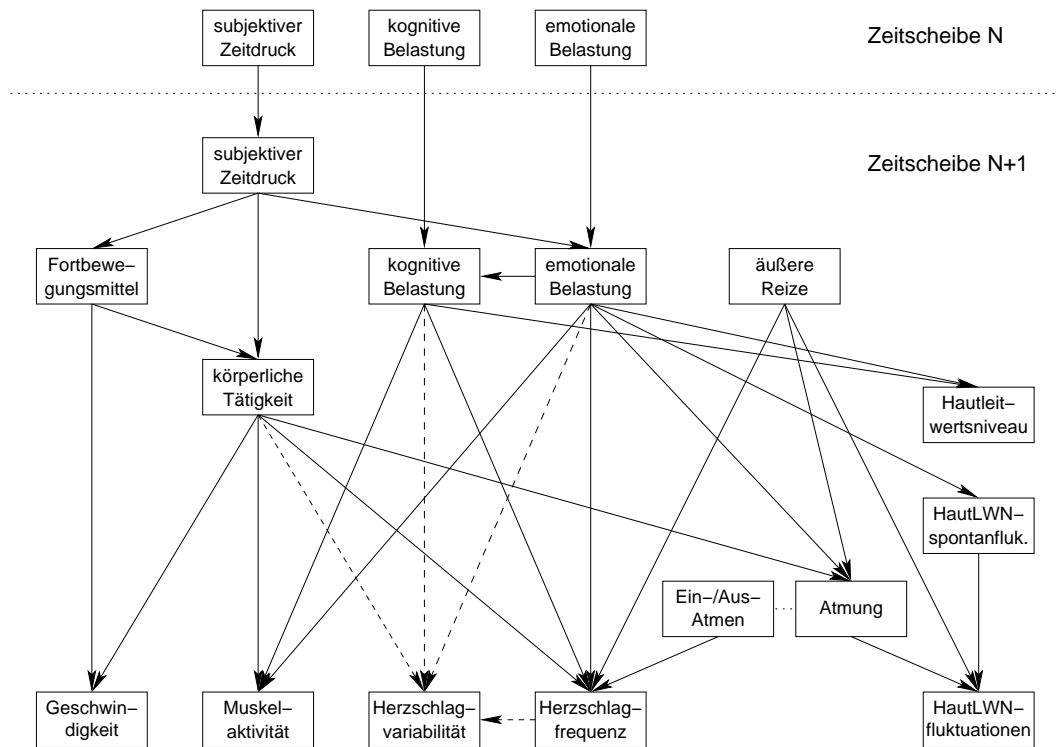 subjektiver
Zeitdruck
kognitive
Belastung
emotionale
Belastung
Zeitscheibe N
subjektiver
Zeitdruck
Zeitscheibe N+1
Fortbewe–
gungsmittel
kognitive
Belastung
emotionale
Belastung
äußere
Reize
körperliche
Tätigkeit
Hautleit–
wertsniveau
HautLWN–
spontanfluk.
Ein–/Aus–
Atmen
Atmung
Geschwin–
digkeit
Muskel–
aktivität
Herzschlag–
variabilität
Herzschlag–
frequenz
HautLWN–
fluktuationen